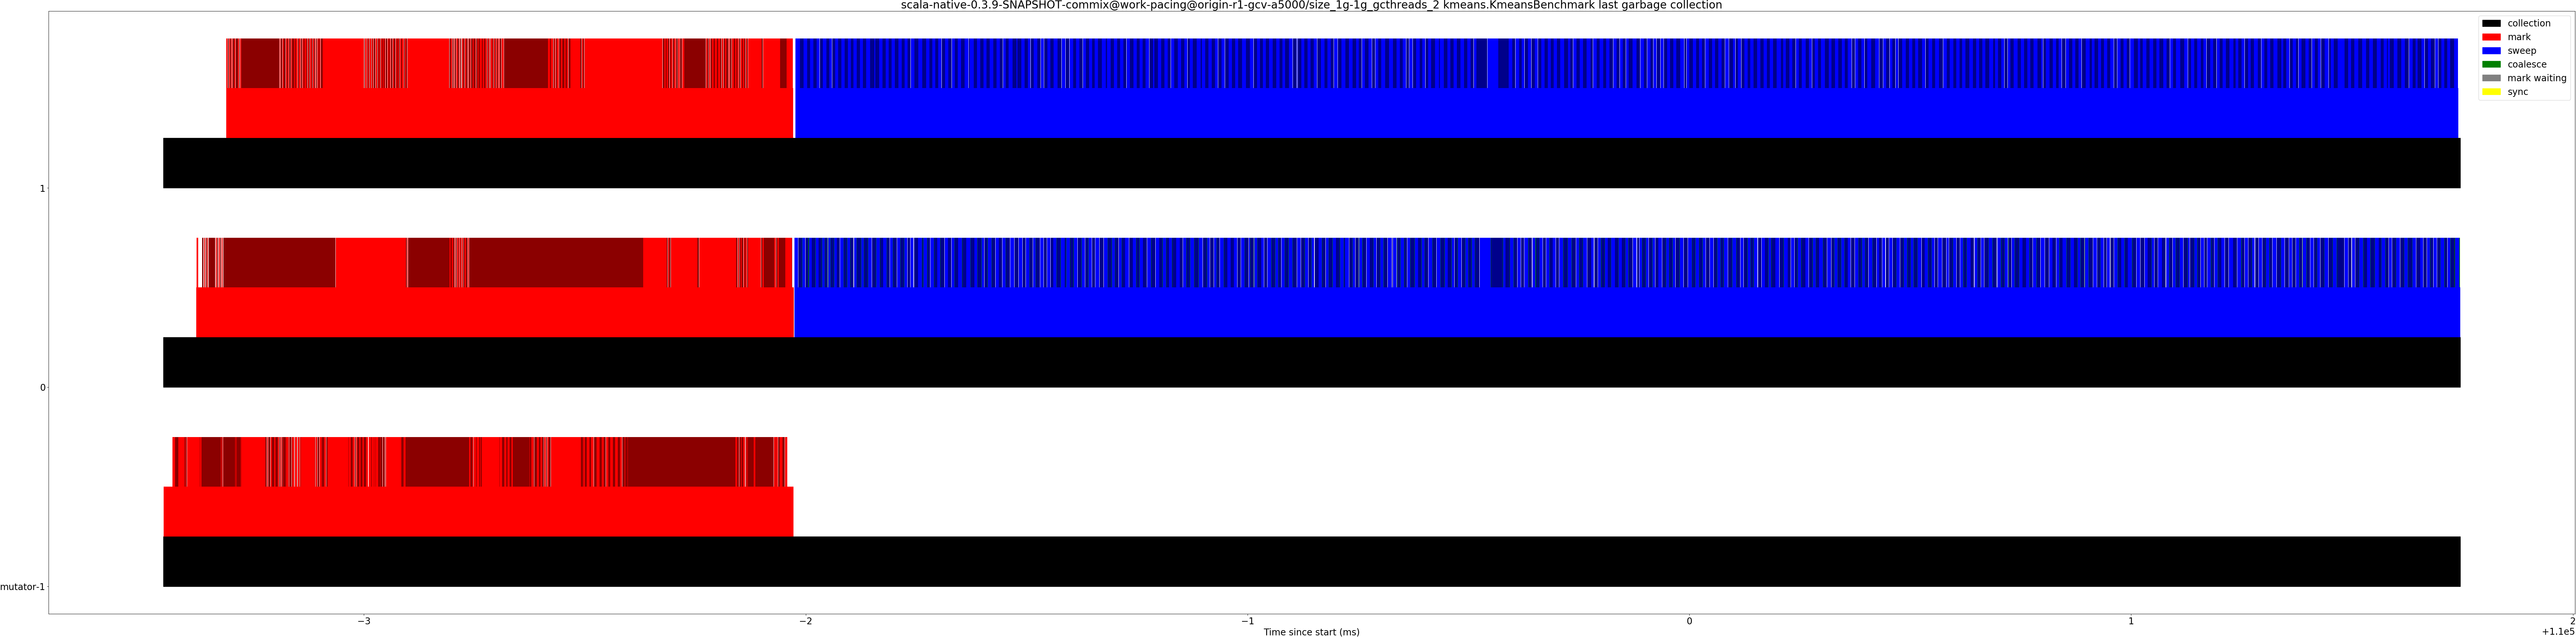 scala-native-0.3.9-SNAPSHOT-commix@work-pacing@origin-r1-gcv-a5000/size_1g-1g_gcthreads_2 kmeans.KmeansBenchmark last garbage collection
collection
mark
sweep
coalesce
mark waiting
sync
1
0
mutator-1
−3
−2
−1
0
1
2
Time since start (ms)
+1.1e5